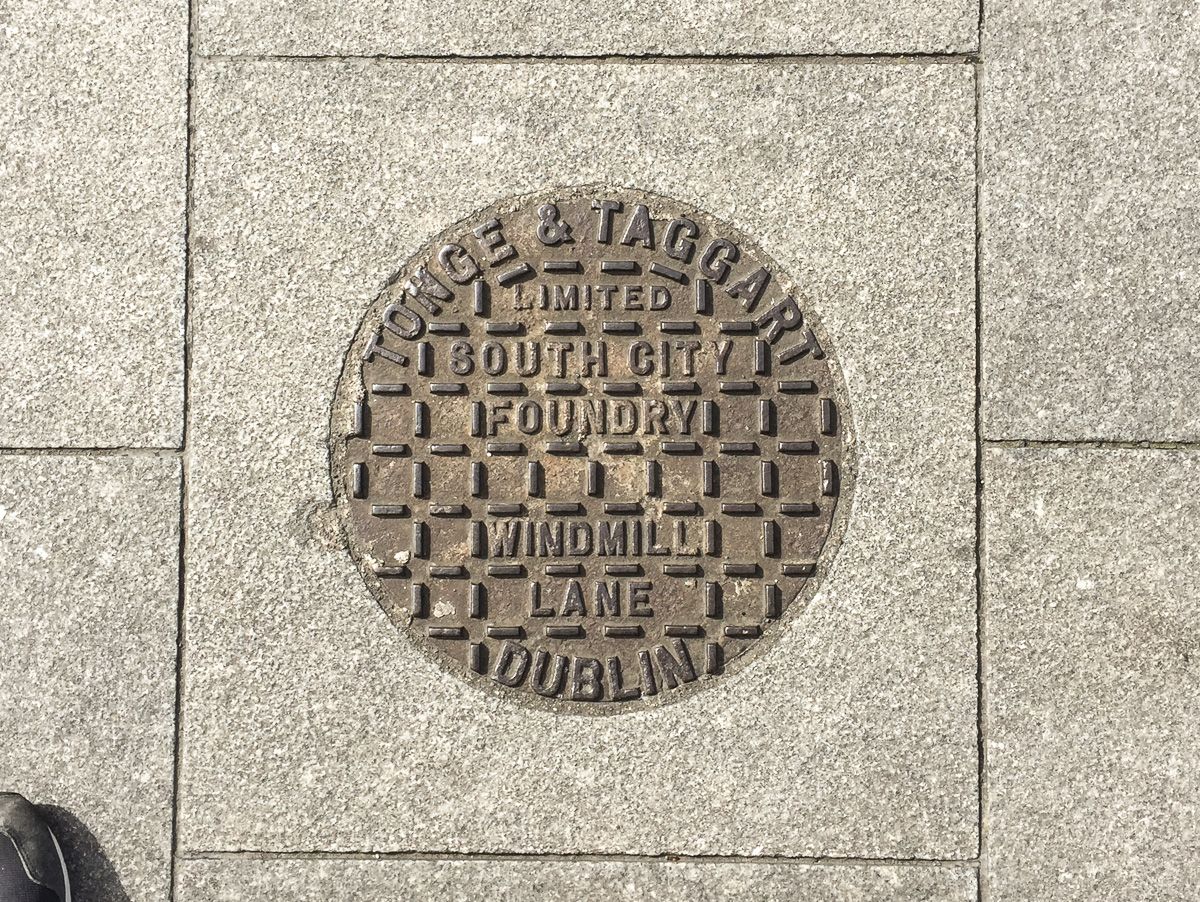 TONGE & TAGGART
LIMITED
SOUTH CITY
FOUNDRY
WINDMILL
LANE
DUBLIN